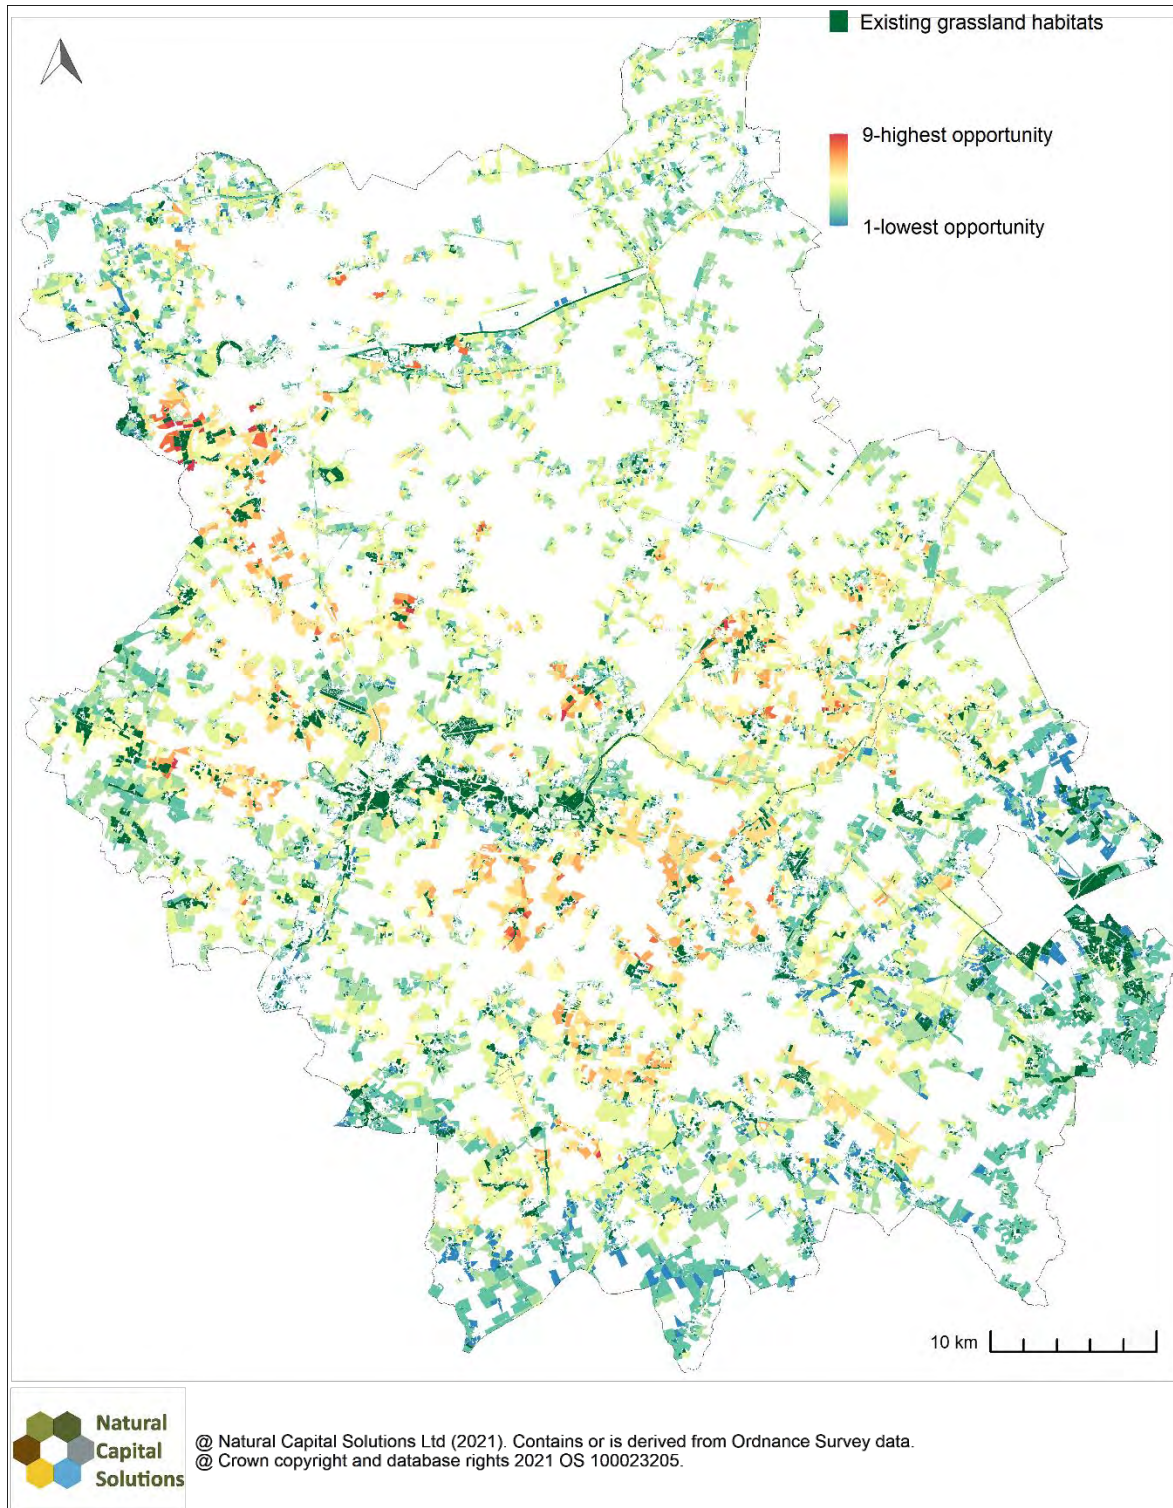 Existing grassland habitats
9-highest opportunity
1-lowest opportunity
10 km
Natural
Capital
Solutions
@ Natural Capital Solutions Ltd (2021). Contains or is derived from Ordnance Survey data.
@ Crown copyright and database rights 2021 OS 100023205.